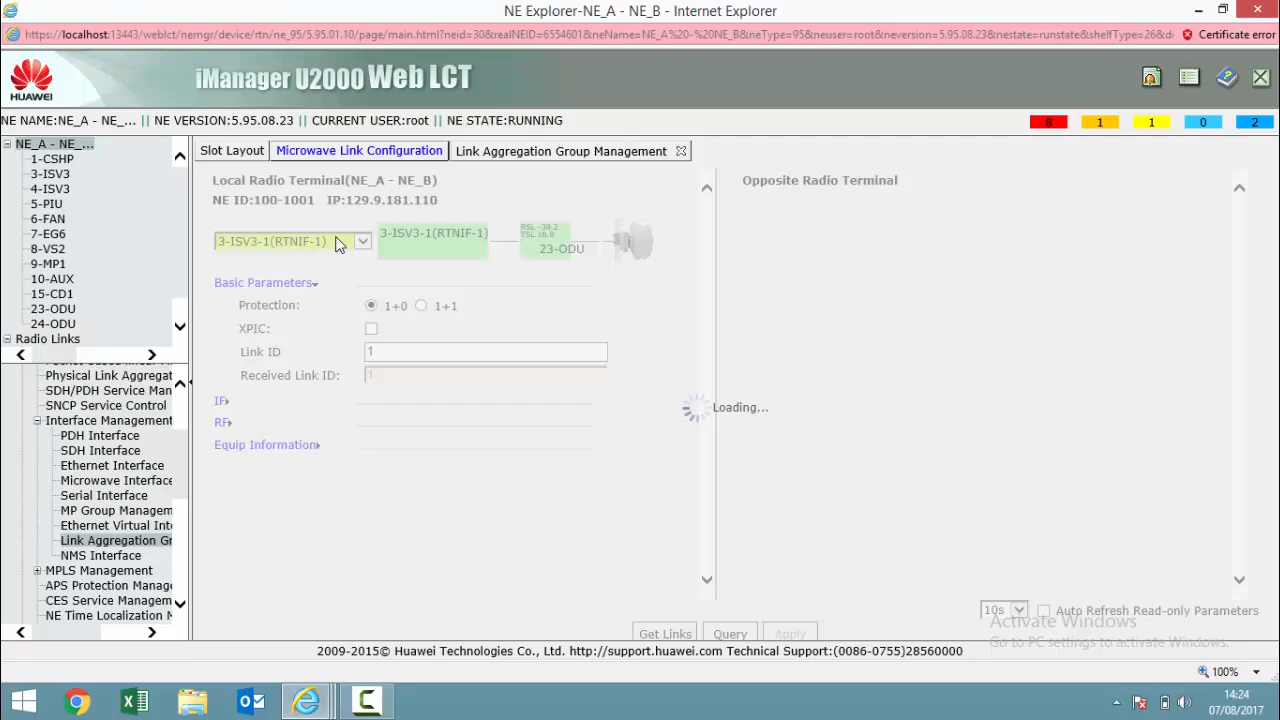 NE Explorer-NE_A - NE_B - Internet Explorer
https://localhost:13443/weblct/nemgr/device/rtn/ne_95/5.95.01.10/page/main.html?neid=30&realNEID=6554601&neName=NE_A%20-%20NE_B&neType=95&neuser=root&neversion=5.95.08.23&nestate=runstate&shelfType=26&d Certificate error
HUAWEI
iManager U2000 Web LCT
NE NAME:NE_A - NE_... || NE VERSION:5.95.08.23 || CURRENT USER:root || NE STATE:RUNNING
8 1 1 0 2
NE_A - NE_...
1-CSHP
3-ISV3
4-ISV3
5-PIU
6-FAN
7-EG6
8-VS2
9-MP1
10-AUX
15-CD1
23-ODU
24-ODU
Radio Links
Physical Link Aggregat
SDH/PDH Service Man
SNCP Service Control
Interface Management
PDH Interface
SDH Interface
Ethernet Interface
Microwave Interface
Serial Interface
MP Group Managem
Ethernet Virtual Inte
Link Aggregation Gr
NMS Interface
MPLS Management
APS Protection Manage
CES Service Managem
NE Time Localization M
Slot Layout Microwave Link Configuration Link Aggregation Group Management
Local Radio Terminal(NE_A - NE_B)
NE ID:100-1001 IP:129.9.181.110
3-ISV3-1(RTNIF-1) 3-ISV3-1(RTNIF-1) RSL -39.2
TSL 16.9
23-ODU
Basic Parameters
Protection: 1+0 1+1
XPIC:
Link ID 1
Received Link ID: 1
IF
RF
Equip Information
Opposite Radio Terminal
Loading...
10s Auto Refresh Read-only Parameters
Get Links Query Apply
Activate Windows
Go to PC settings to activate Windows.
2009-2015© Huawei Technologies Co., Ltd. http://support.huawei.com Technical Support:(0086-0755)28560000
100%
14:24
07/08/2017